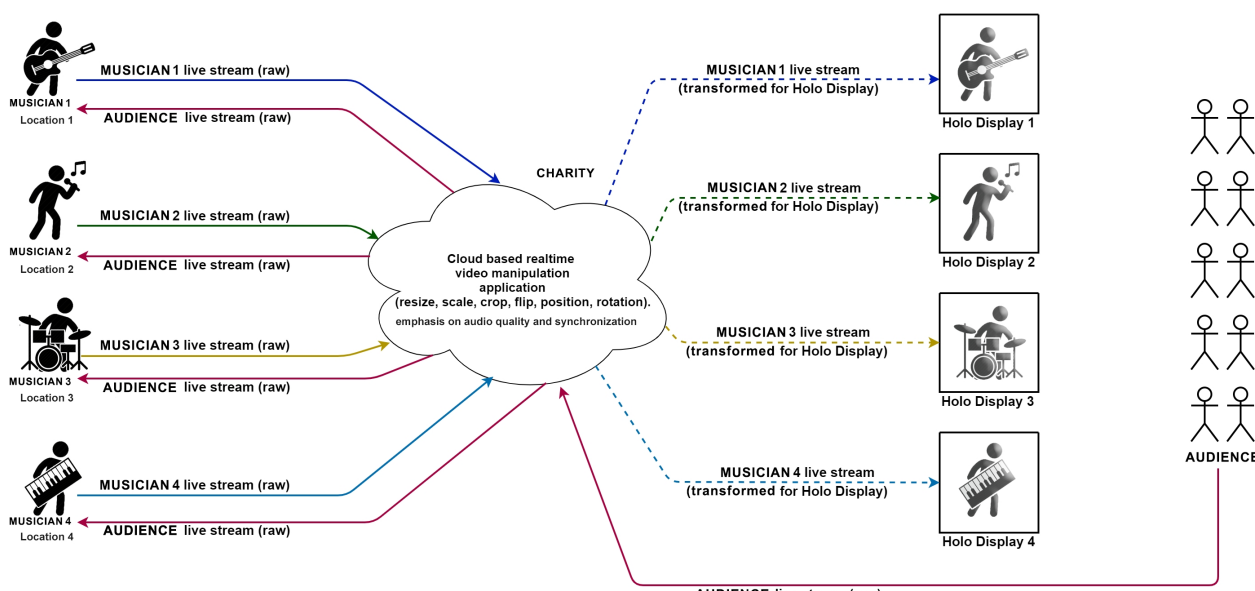 MUSICIAN 1 live stream (raw)
MUSICIAN 1
Location 1
AUDIENCE live stream (raw)
MUSICIAN 2 live stream (raw)
MUSICIAN 2
Location 2
AUDIENCE live stream (raw)
MUSICIAN 3 live stream (raw)
MUSICIAN 3
Location 3
AUDIENCE live stream (raw)
MUSICIAN 4 live stream (raw)
MUSICIAN 4
Location 4
AUDIENCE live stream (raw)
CHARITY
Cloud based realtime
video manipulation
application
(resize, scale, crop, flip, position, rotation).
emphasis on audio quality and synchronization
MUSICIAN 1 live stream
(transformed for Holo Display)
Holo Display 1
MUSICIAN 2 live stream
(transformed for Holo Display)
Holo Display 2
MUSICIAN 3 live stream
(transformed for Holo Display)
Holo Display 3
MUSICIAN 4 live stream
(transformed for Holo Display)
Holo Display 4
AUDIENCE
AUDIENCE live stream (raw)